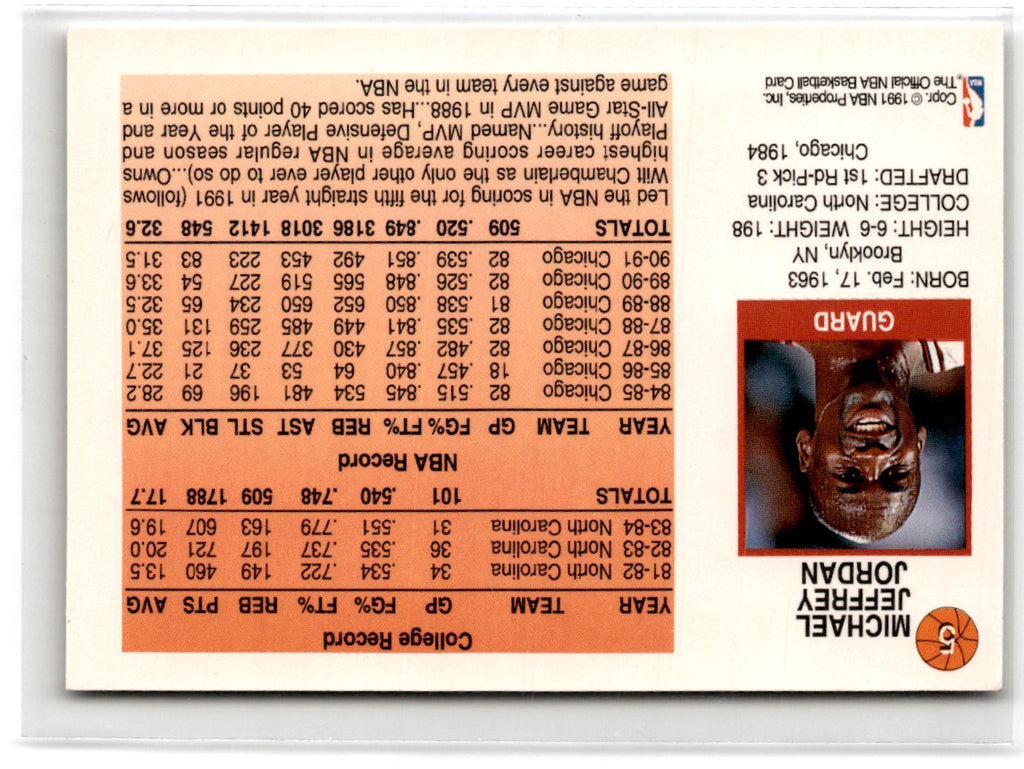 5
MICHAEL
JEFFREY
JORDAN
GUARD
BORN: Feb. 17, 1963
Brooklyn, NY
HEIGHT: 6-6 WEIGHT: 198
COLLEGE: North Carolina
DRAFTED: 1st Rd-Pick 3
Chicago, 1984
NBA
Copr. © 1991 NBA Properties, Inc.
The Official NBA Basketball Card
College Record
YEAR TEAM GP FG% FT% REB PTS AVG
81-82 North Carolina 34 .534 .722 149 460 13.5
82-83 North Carolina 36 .535 .737 197 721 20.0
83-84 North Carolina 31 .551 .779 163 607 19.6
TOTALS 101 .540 .748 509 1788 17.7
NBA Record
YEAR TEAM GP FG% FT% REB AST STL BLK AVG
84-85 Chicago 82 .515 .845 534 481 196 69 28.2
85-86 Chicago 18 .457 .840 64 53 37 21 22.7
86-87 Chicago 82 .482 .857 430 377 236 125 37.1
87-88 Chicago 82 .535 .841 449 485 259 131 35.0
88-89 Chicago 81 .538 .850 652 650 234 65 32.5
89-90 Chicago 82 .526 .848 565 519 227 54 33.6
90-91 Chicago 82 .539 .851 492 453 223 83 31.5
TOTALS 509 .520 .849 3186 3018 1412 548 32.6
Led the NBA in scoring for the fifth straight year in 1991 (follows
Wilt Chamberlain as the only other player ever to do so)...Owns
highest career scoring average in NBA regular season and
Playoff history...Named MVP, Defensive Player of the Year and
All-Star Game MVP in 1988...Has scored 40 points or more in a
game against every team in the NBA.